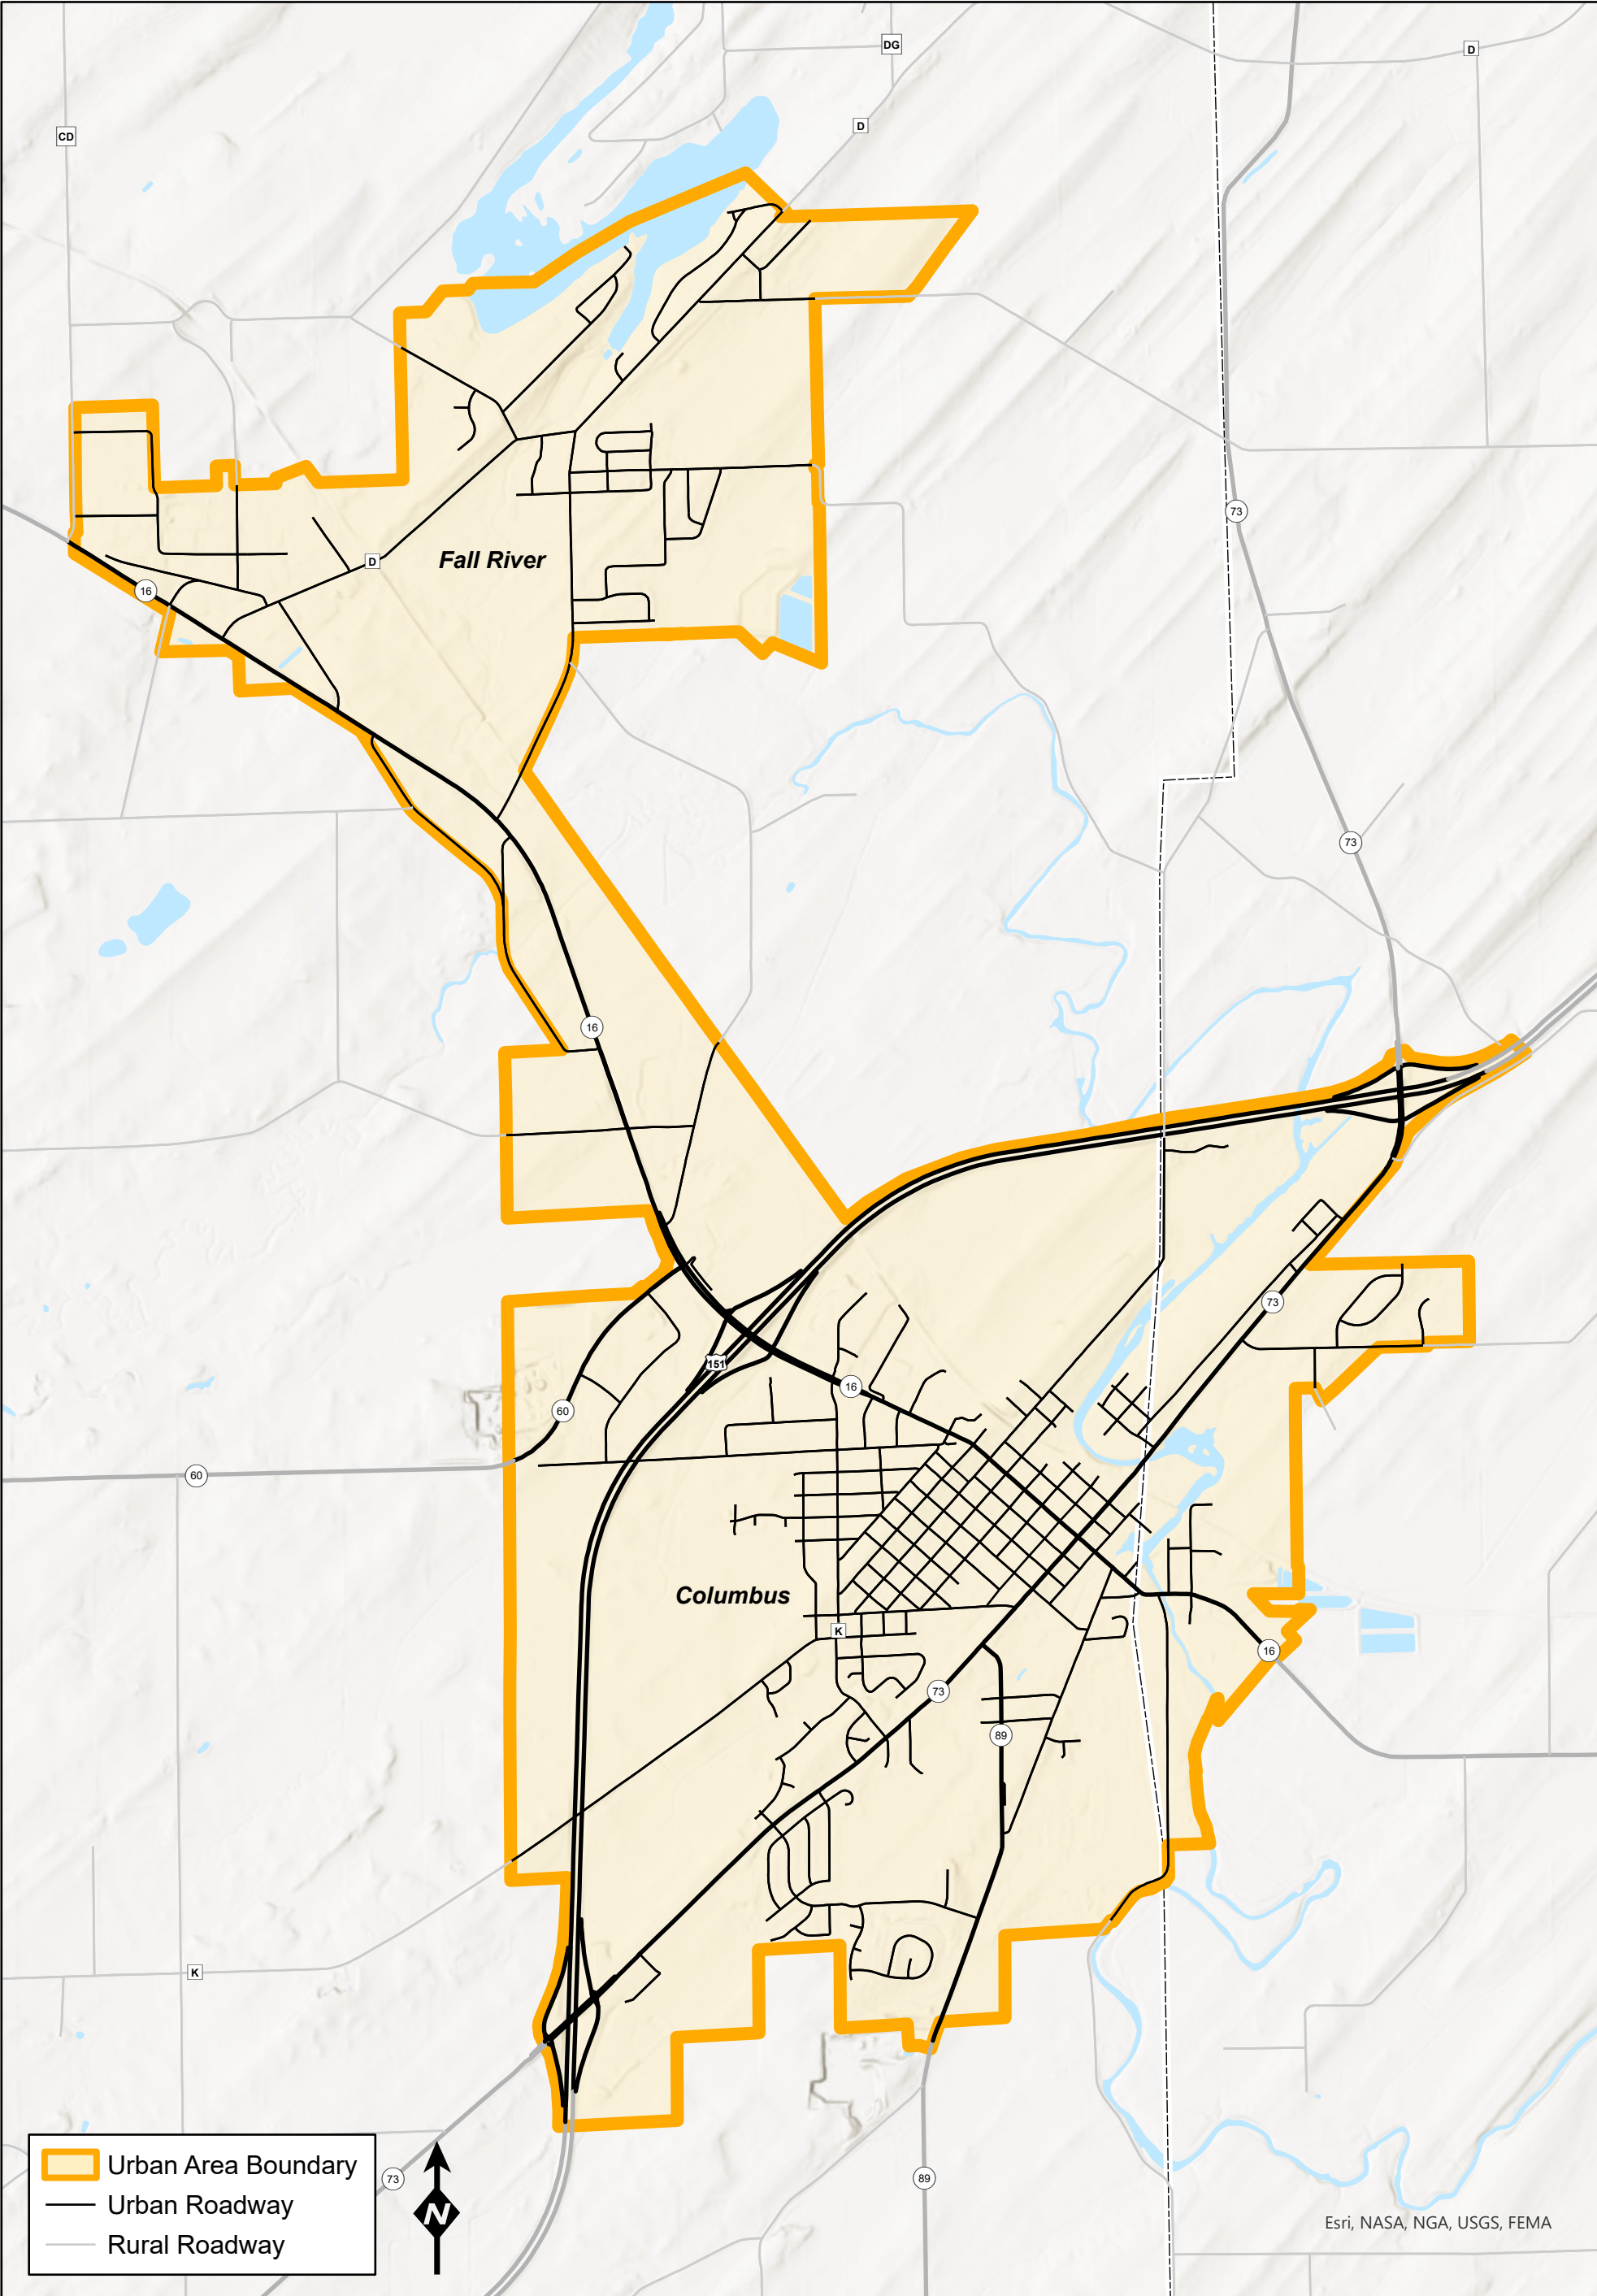 DG
D
D
CD
73
Fall River
D
16
73
16
73
151
16
60
60
Columbus
K
16
73
89
K
Urban Area Boundary
Urban Roadway
Rural Roadway
73
N
89
Esri, NASA, NGA, USGS, FEMA